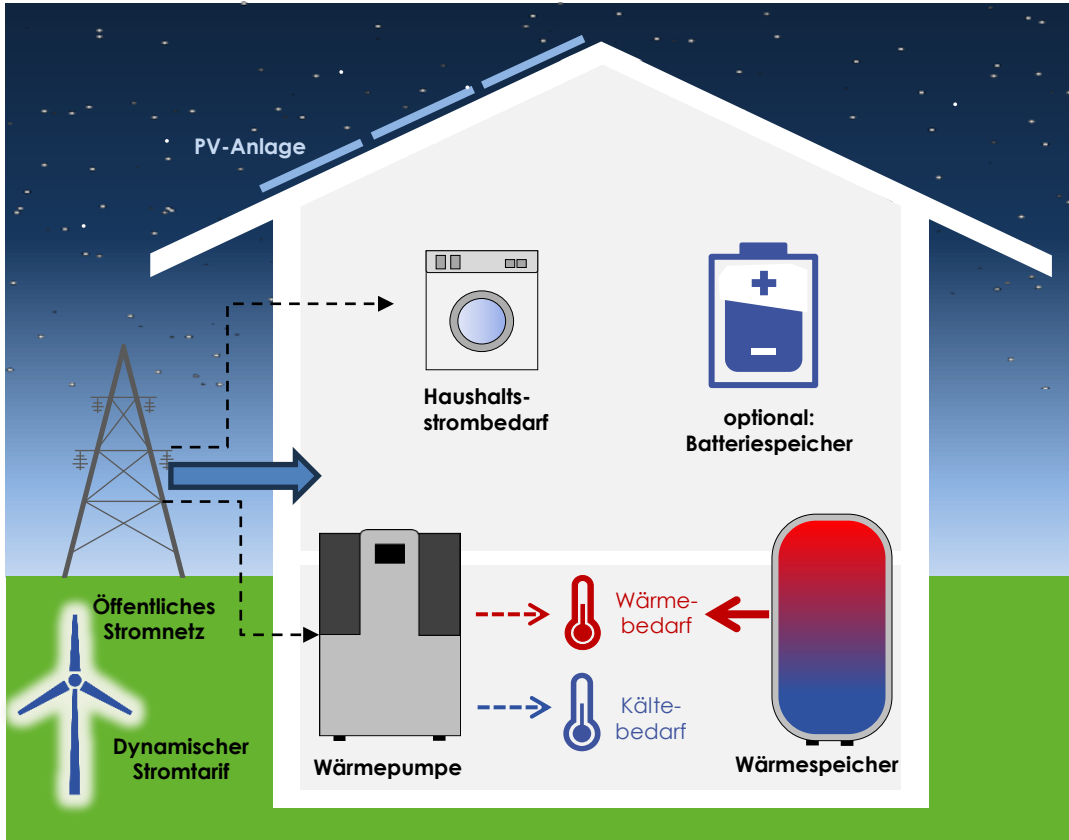 PV-Anlage
Haushalts-
strombedarf
optional:
Batteriespeicher
Öffentliches
Stromnetz
Wärme-
bedarf
Kälte-
bedarf
Dynamischer
Stromtarif
Wärmepumpe
Wärmespeicher